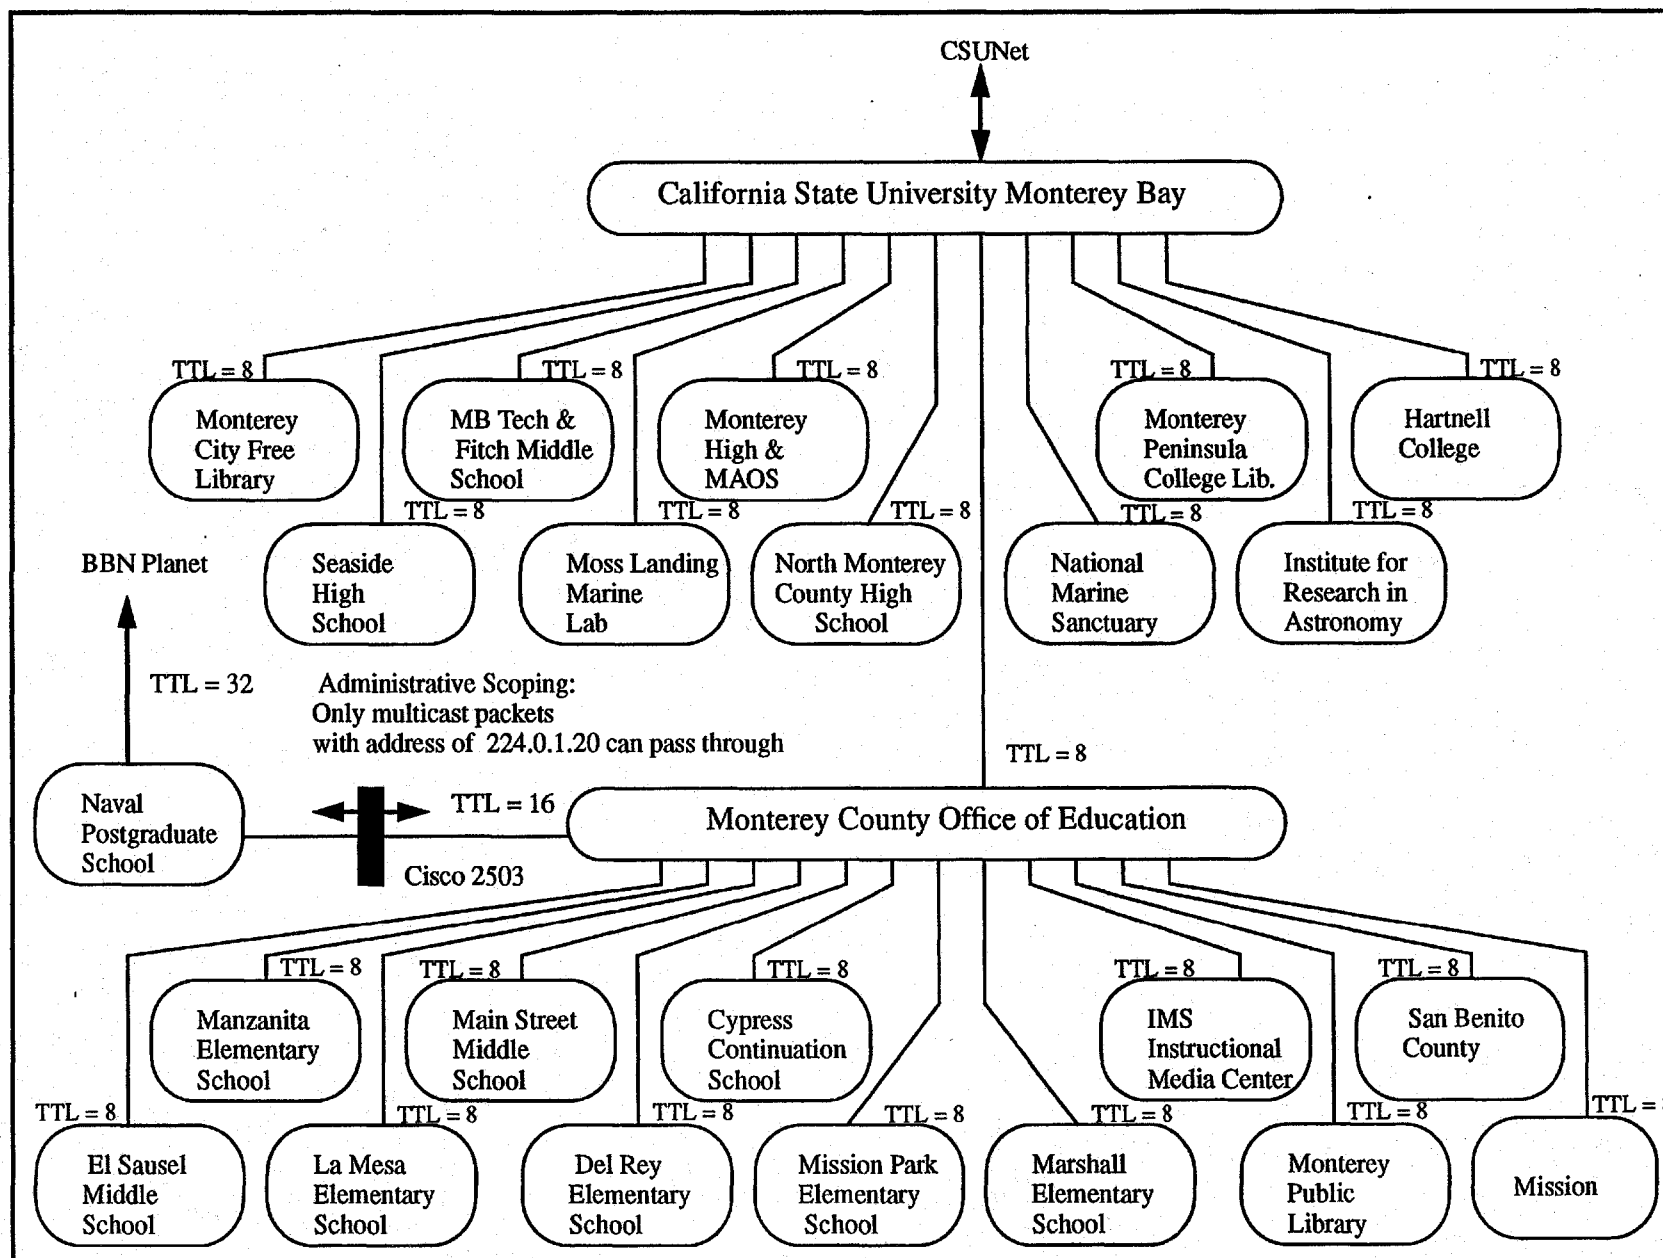 CSUNet
California State University Monterey Bay
TTL = 8
Monterey
City Free
Library
TTL = 8
MB Tech &
Fitch Middle
School
TTL = 8
Monterey
High &
MAOS
TTL = 8
Monterey
Peninsula
College Lib.
TTL = 8
Hartnell
College
TTL = 8
Seaside
High
School
TTL = 8
Moss Landing
Marine
Lab
TTL = 8
North Monterey
County High
School
TTL = 8
National
Marine
Sanctuary
TTL = 8
Institute for
Research in
Astronomy
BBN Planet
TTL = 32
Administrative Scoping:
Only multicast packets
with address of 224.0.1.20 can pass through
TTL = 8
Naval
Postgraduate
School
TTL = 16
Cisco 2503
Monterey County Office of Education
TTL = 8
Manzanita
Elementary
School
TTL = 8
Main Street
Middle
School
TTL = 8
Cypress
Continuation
School
TTL = 8
IMS
Instructional
Media Center
TTL = 8
San Benito
County
TTL = 8
El Sausel
Middle
School
TTL = 8
La Mesa
Elementary
School
TTL = 8
Del Rey
Elementary
School
TTL = 8
Mission Park
Elementary
School
TTL = 8
Marshall
Elementary
School
TTL = 8
Monterey
Public
Library
TTL =
Mission